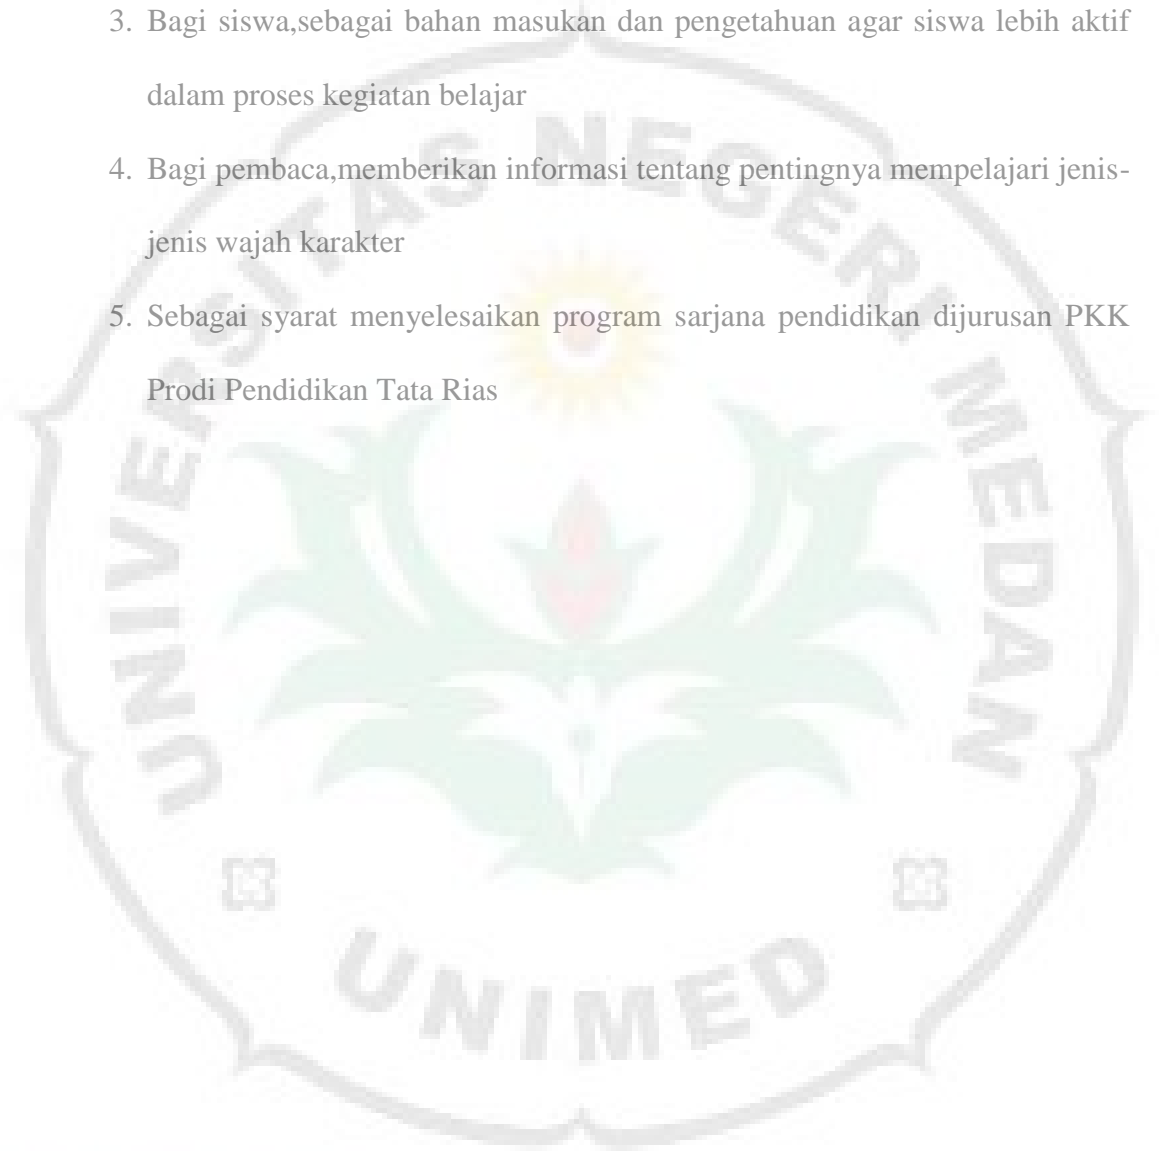 3. Bagi siswa,sebagai bahan masukan dan pengetahuan agar siswa lebih aktif
dalam proses kegiatan belajar
4. Bagi pembaca,memberikan informasi tentang pentingnya mempelajari jenis-
jenis wajah karakter
5. Sebagai syarat menyelesaikan program sarjana pendidikan dijurusan PKK
Prodi Pendidikan Tata Rias
UNIVERSITAS NEGERI MEDAN
UNIMED